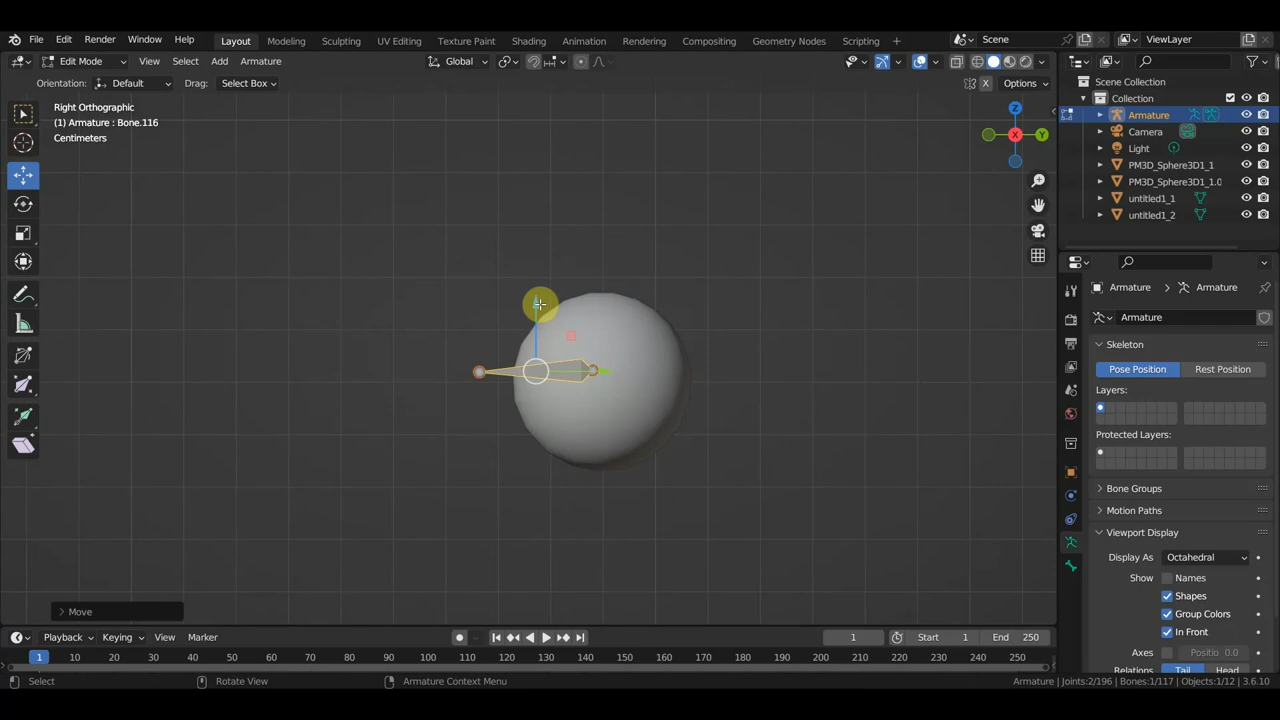 File Edit Render Window Help Layout Modeling Sculpting UV Editing Texture Paint Shading Animation Rendering Compositing Geometry Nodes Scripting + Scene ViewLayer
Edit Mode View Select Add Armature Global Options
Orientation: Default Drag: Select Box X Options
Right Orthographic
(1) Armature : Bone.116
Centimeters
Z
X
Y
Scene Collection
Collection
Armature
Camera
Light
PM3D_Sphere3D1_1
PM3D_Sphere3D1_1.0
untitled1_1
untitled1_2
Armature > Armature
Armature
Skeleton
Pose Position Rest Position
Layers:
Protected Layers:
Bone Groups
Motion Paths
Viewport Display
Display As Octahedral
Show Names
Shapes
Group Colors
In Front
Axes Positio 0.0
Relations Tail Head
> Move
Playback Keying View Marker 1 Start 1 End 250
1 10 20 30 40 50 60 70 80 90 100 110 120 130 140 150 160 170 180 190 200 210 220 230 240 250
Select Rotate View Armature Context Menu Armature | Joints:2/196 | Bones:1/117 | Objects:1/12 | 3.6.10